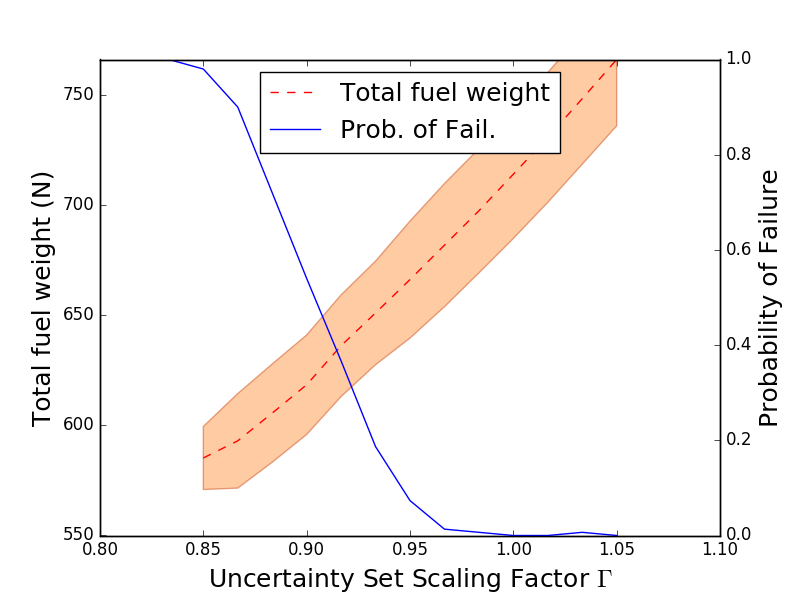 Total fuel weight
Prob. of Fail.
Total fuel weight (N)
750
700
650
600
550
1.0
0.8
0.6
0.4
0.2
0.0
Probability of Failure
0.80 0.85 0.90 0.95 1.00 1.05 1.10
Uncertainty Set Scaling Factor Γ